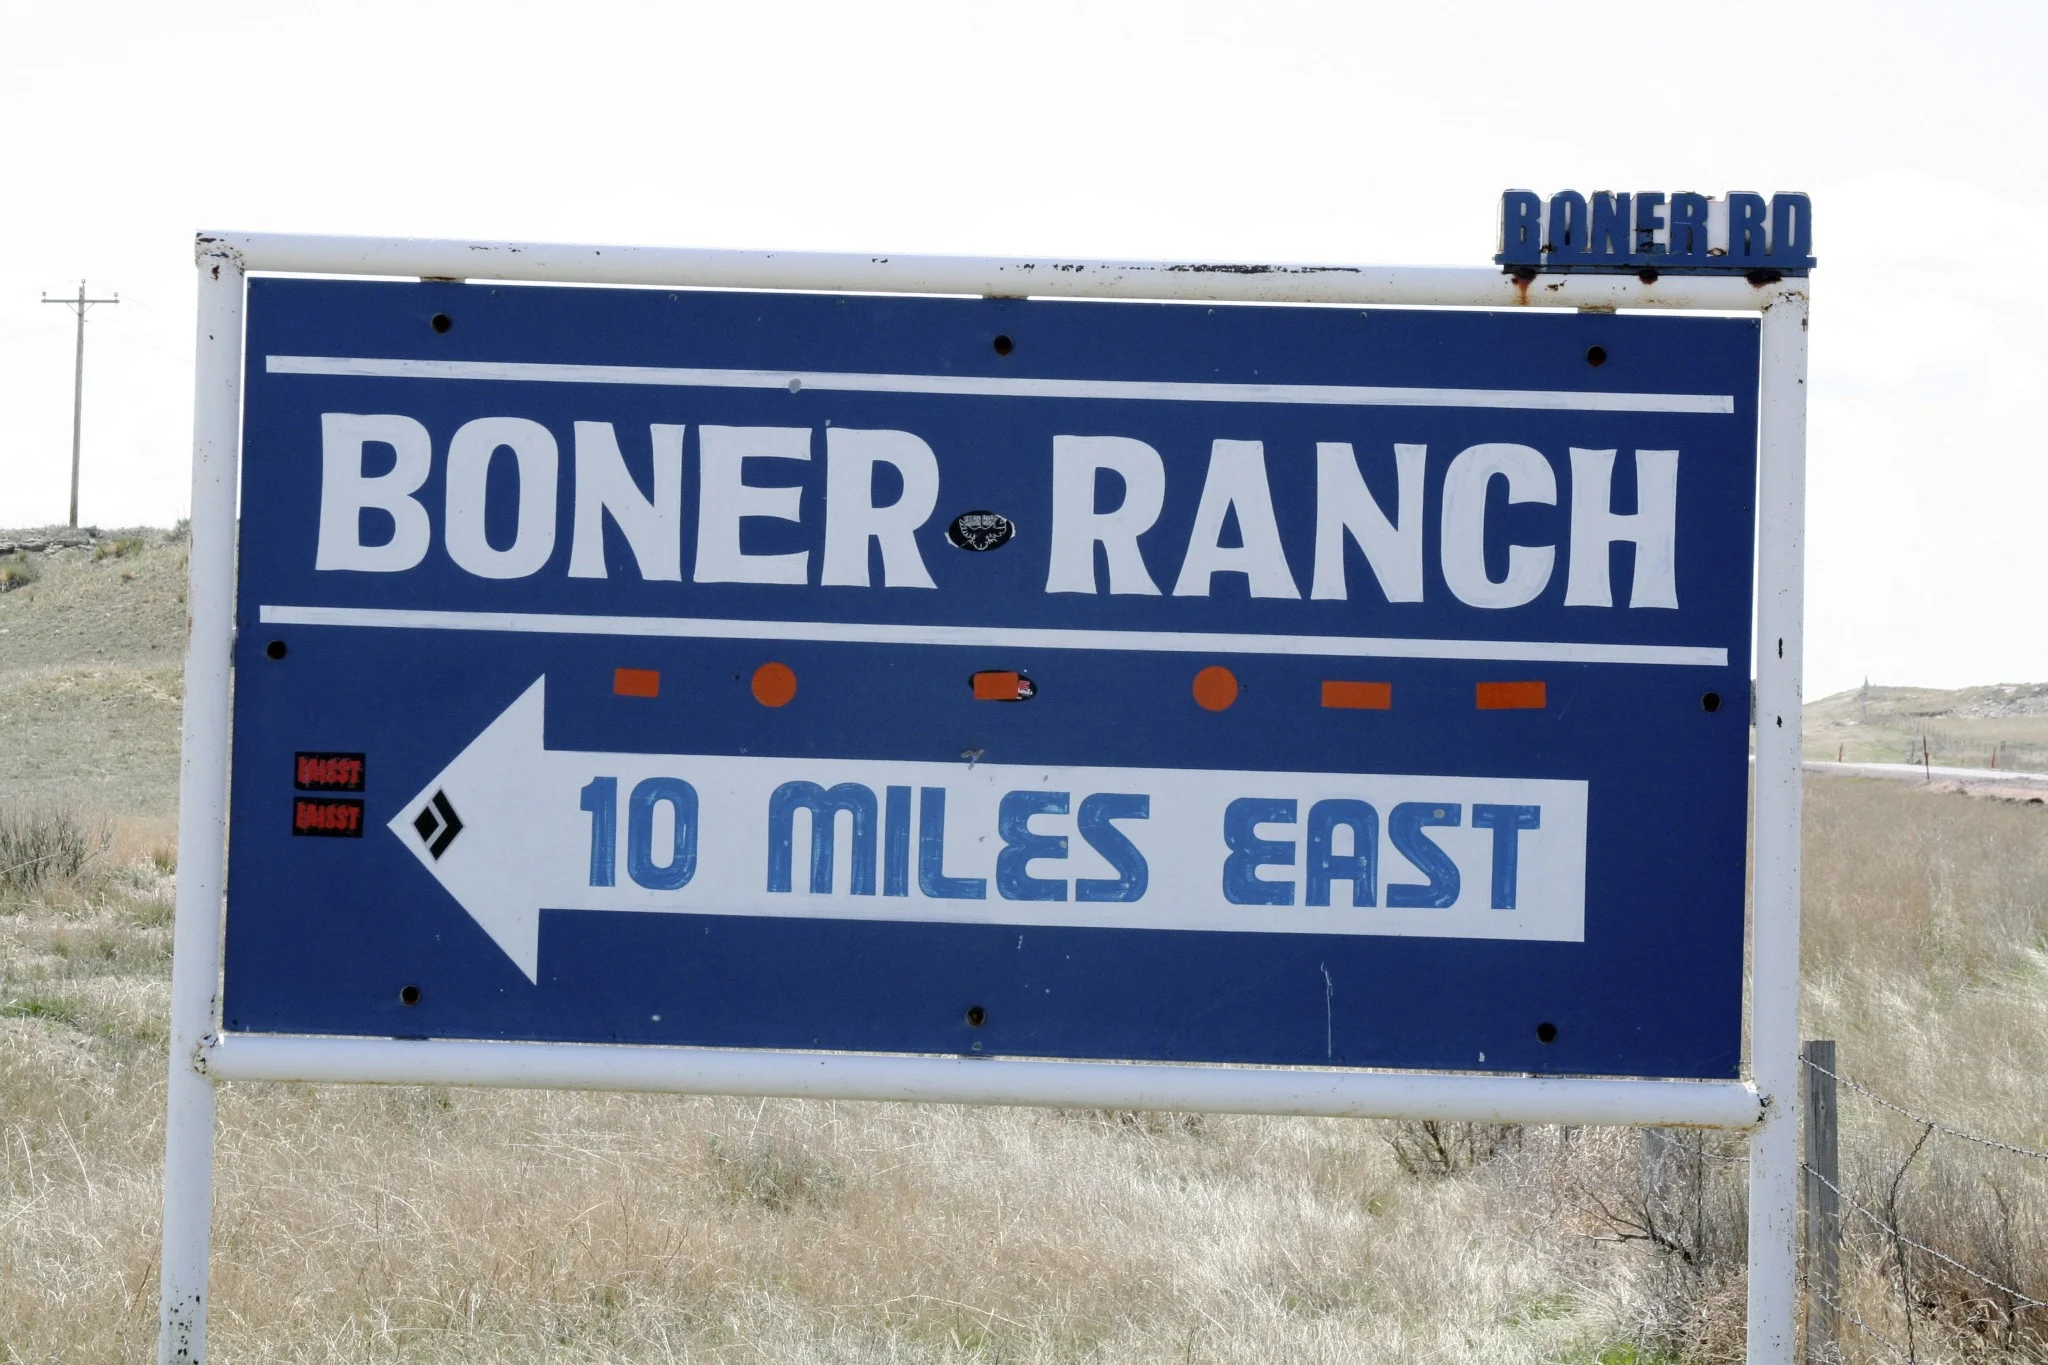 BONER RD
BONER RANCH
10 MILES EAST